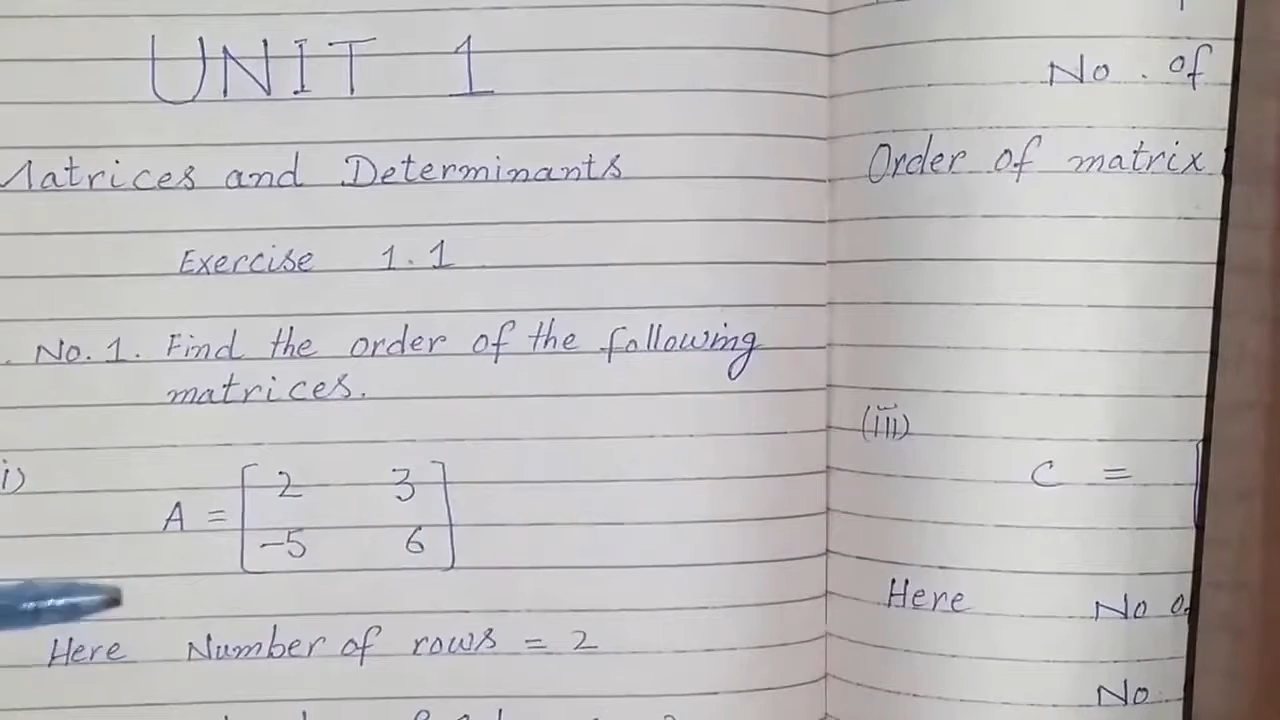 UNIT 1
Matrices and Determinants
Exercise 1.1
. No. 1. Find the order of the following
matrices.
i)
A = [ 2 3
-5 6 ]
Here Number of rows = 2
No. of
Order of matrix
(iii)
C = [
Here No o
No.